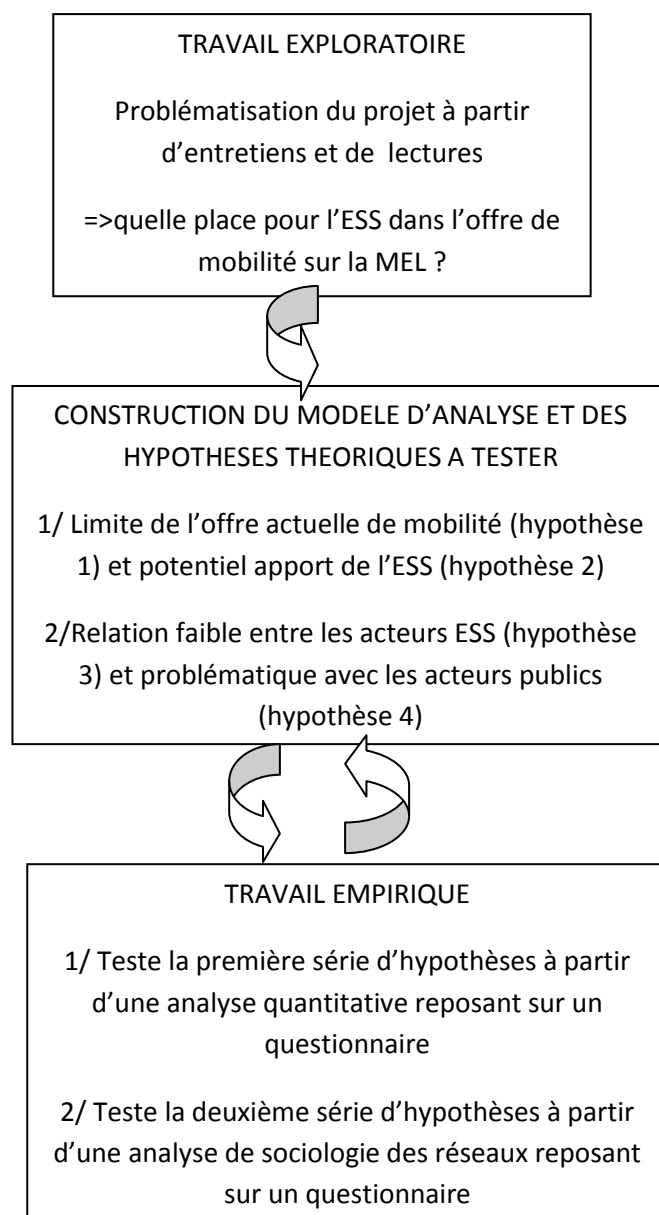 TRAVAIL EXPLORATOIRE
Problématisation du projet à partir
d’entretiens et de lectures
=>quelle place pour l’ESS dans l’offre de
mobilité sur la MEL ?
CONSTRUCTION DU MODELE D’ANALYSE ET DES
HYPOTHESES THEORIQUES A TESTER
1/ Limite de l’offre actuelle de mobilité (hypothèse
1) et potentiel apport de l’ESS (hypothèse 2)
2/Relation faible entre les acteurs ESS (hypothèse
3) et problématique avec les acteurs publics
(hypothèse 4)
TRAVAIL EMPIRIQUE
1/ Teste la première série d’hypothèses à partir
d’une analyse quantitative reposant sur un
questionnaire
2/ Teste la deuxième série d’hypothèses à partir
d’une analyse de sociologie des réseaux reposant
sur un questionnaire